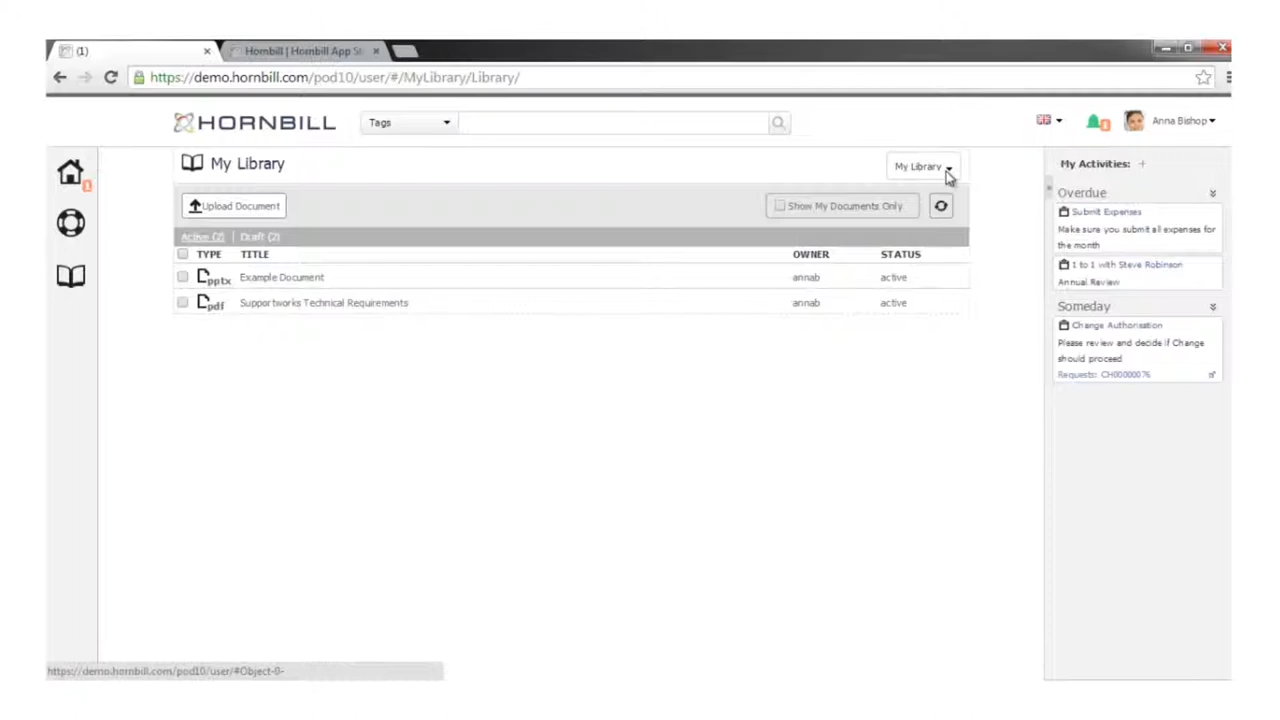 (1)
Hornbill | Hornbill App St
https://demo.hornbill.com/pod10/user/#/MyLibrary/Library/
HORNBILL
Tags
Anna Bishop
My Library
My Library
Upload Document
Show My Documents Only
Active (2) | Draft (2)
TYPE TITLE OWNER STATUS
pptx Example Document annab active
pdf Supportworks Technical Requirements annab active
My Activities: +
Overdue
Submit Expenses
Make sure you submit all expenses for
the month
1 to 1 with Steve Robinson
Annual Review
Someday
Change Authorisation
Please review and decide if Change
should proceed
Requests: CH00000076
https://demo.hornbill.com/pod10/user/#Object-0-